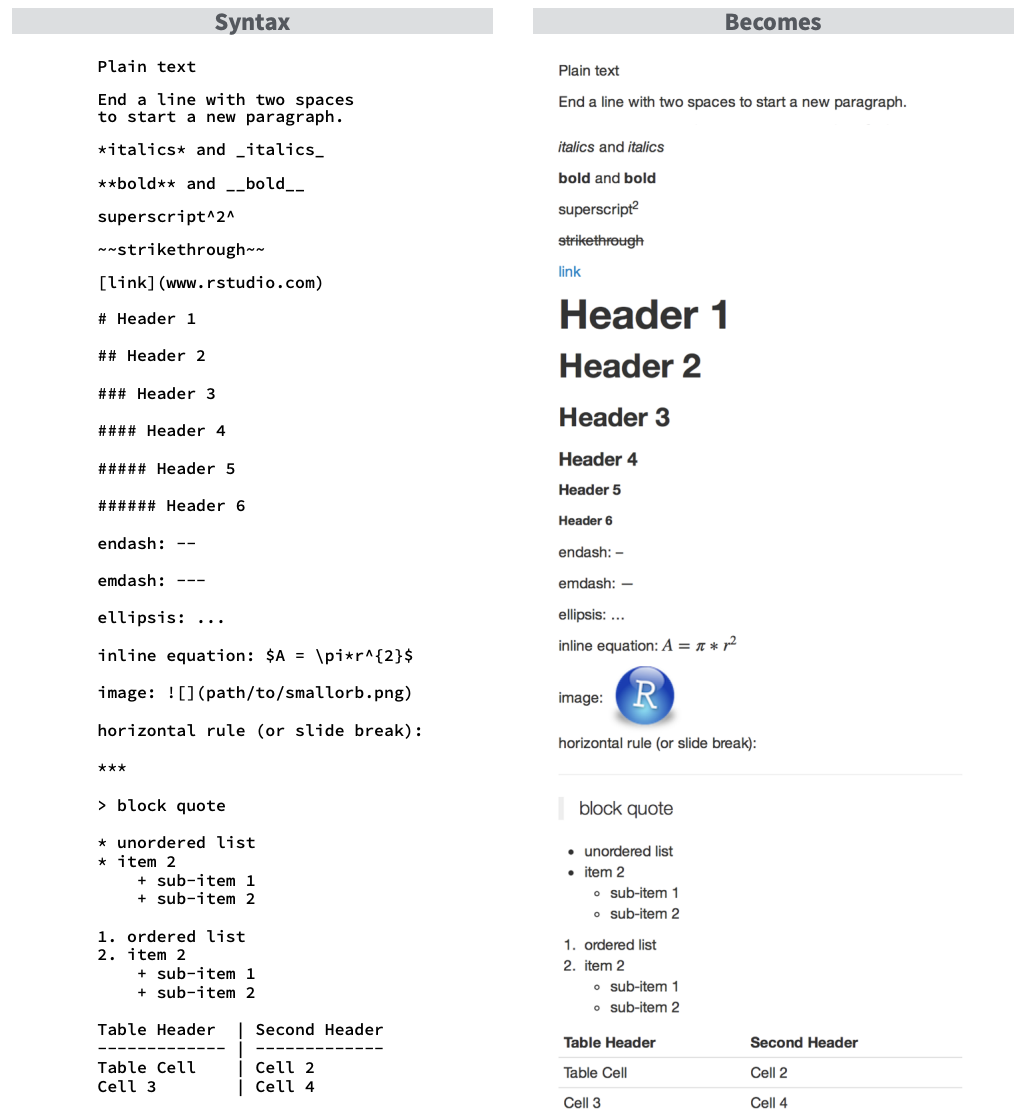 Syntax
Plain text
End a line with two spaces
to start a new paragraph.
*italics* and _italics_
**bold** and __bold__
superscript^2^
~~strikethrough~~
[link](www.rstudio.com)
# Header 1
## Header 2
### Header 3
#### Header 4
##### Header 5
###### Header 6
endash: --
emdash: ---
ellipsis: ...
inline equation: $A = \pi*r^{2}$
image: ![](path/to/smallorb.png)
horizontal rule (or slide break):
***
> block quote
* unordered list
* item 2
    + sub-item 1
    + sub-item 2
1. ordered list
2. item 2
    + sub-item 1
    + sub-item 2
Table Header  | Second Header
------------- | -------------
Table Cell    | Cell 2
Cell 3        | Cell 4
Becomes
Plain text
End a line with two spaces to start a new paragraph.
italics and italics
bold and bold
superscript²
strikethrough
link
Header 1
Header 2
Header 3
Header 4
Header 5
Header 6
endash: –
emdash: —
ellipsis: …
inline equation: A = π * r²
image: R
horizontal rule (or slide break):
block quote
• unordered list
• item 2
◦ sub-item 1
◦ sub-item 2
1. ordered list
2. item 2
◦ sub-item 1
◦ sub-item 2
Table Header Second Header
Table Cell Cell 2
Cell 3 Cell 4